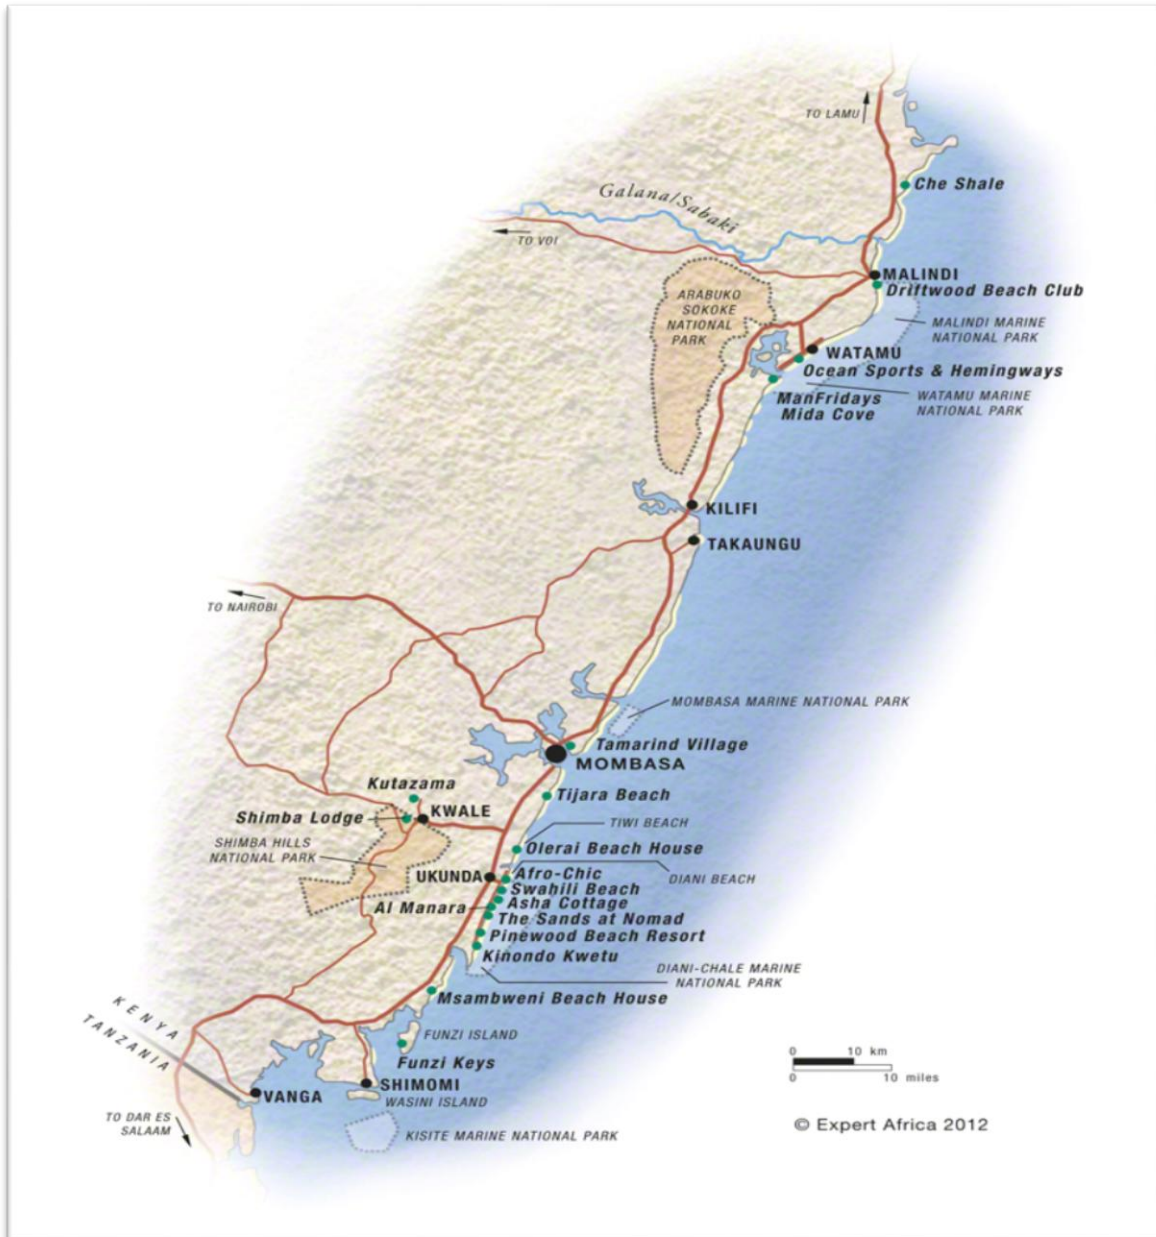 TO LAMU
Che Shale
Galana/Sabaki
TO VOI
MALINDI
Driftwood Beach Club
ARABUKO
SOKOKE
NATIONAL
PARK
MALINDI MARINE
NATIONAL PARK
WATAMU
Ocean Sports & Hemingways
ManFridays
Mida Cove
WATAMU MARINE
NATIONAL PARK
KILIFI
TAKAUNGU
TO NAIROBI
MOMBASA MARINE NATIONAL PARK
Tamarind Village
MOMBASA
Kutazama
Tijara Beach
Shimba Lodge
KWALE
TIWI BEACH
SHIMBA HILLS
NATIONAL PARK
Olerai Beach House
UKUNDA
Afro-Chic
DIANI BEACH
Swahili Beach
Asha Cottage
Al Manara
The Sands at Nomad
Pinewood Beach Resort
Kinondo Kwetu
DIANI-CHALE MARINE
NATIONAL PARK
Msambweni Beach House
KENYA
TANZANIA
FUNZI ISLAND
Funzi Keys
0 10 km
0 10 miles
SHIMOMI
VANGA
WASINI ISLAND
TO DAR ES
SALAAM
KISITE MARINE NATIONAL PARK
© Expert Africa 2012